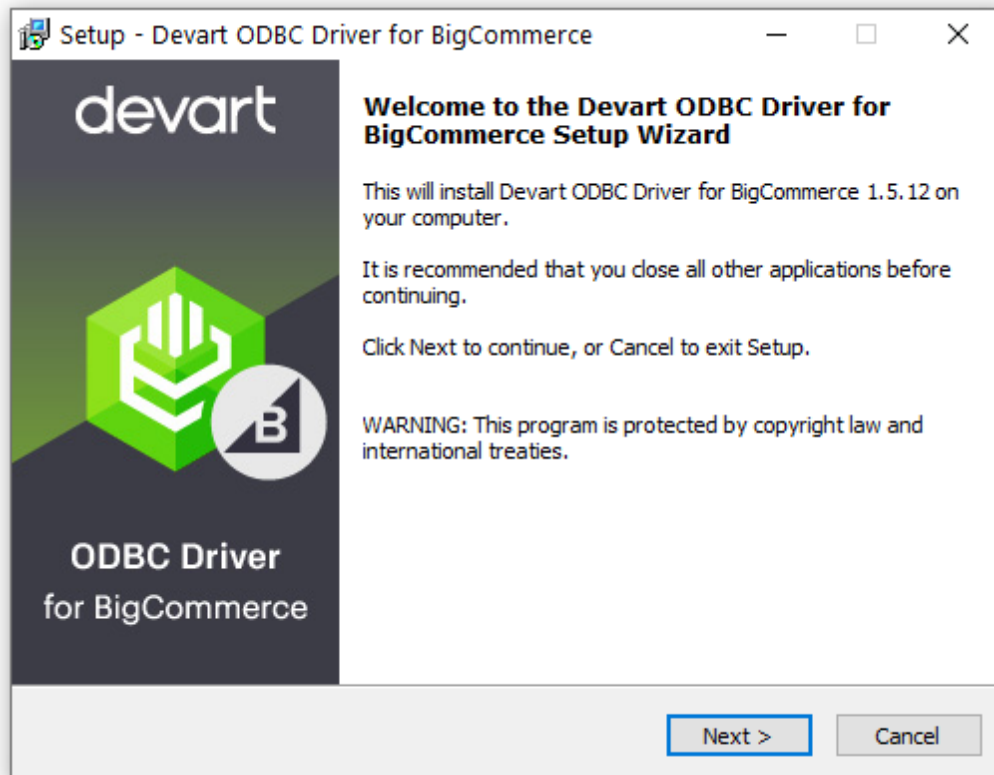 Setup - Devart ODBC Driver for BigCommerce
devart
ODBC Driver
for BigCommerce
Welcome to the Devart ODBC Driver for
BigCommerce Setup Wizard
This will install Devart ODBC Driver for BigCommerce 1.5.12 on
your computer.
It is recommended that you close all other applications before
continuing.
Click Next to continue, or Cancel to exit Setup.
WARNING: This program is protected by copyright law and
international treaties.
B
Next >
Cancel